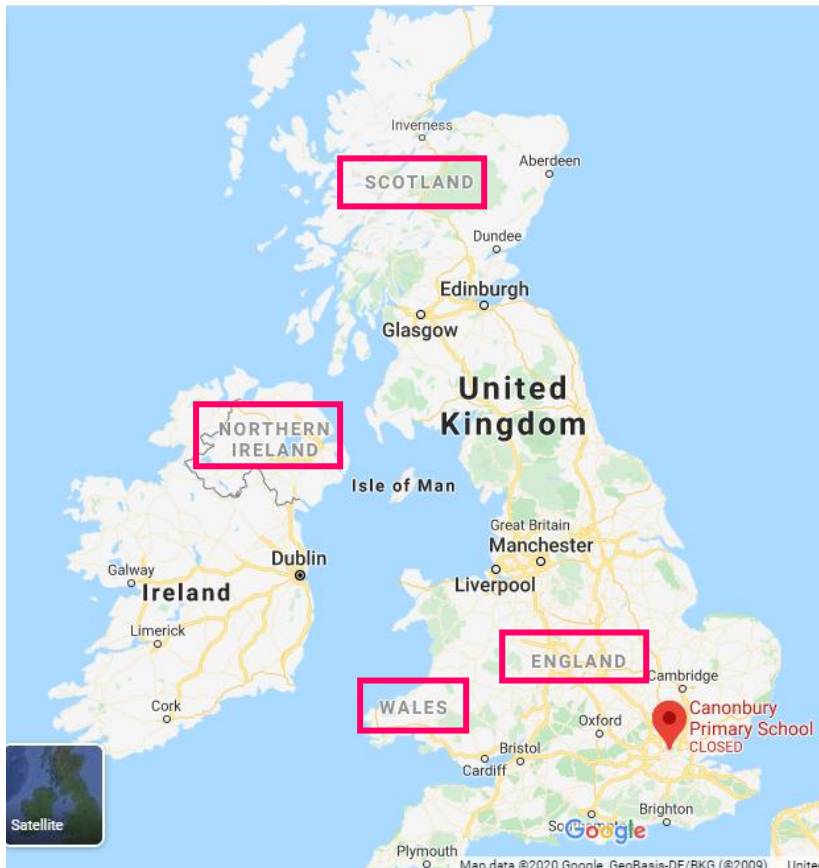 Inverness
Aberdeen
SCOTLAND
Dundee
Edinburgh
Glasgow
United
Kingdom
NORTHERN
IRELAND
Isle of Man
Great Britain
Manchester
Dublin
Galway
Liverpool
Ireland
Limerick
ENGLAND
Cambridge
WALES
Cork
Canonbury
Primary School
CLOSED
Oxford
Bristol
Cardiff
Satellite
Brighton
Google
Plymouth
Map data ©2020 Google, GeoBasis-DE/BKG (©2009) Unite